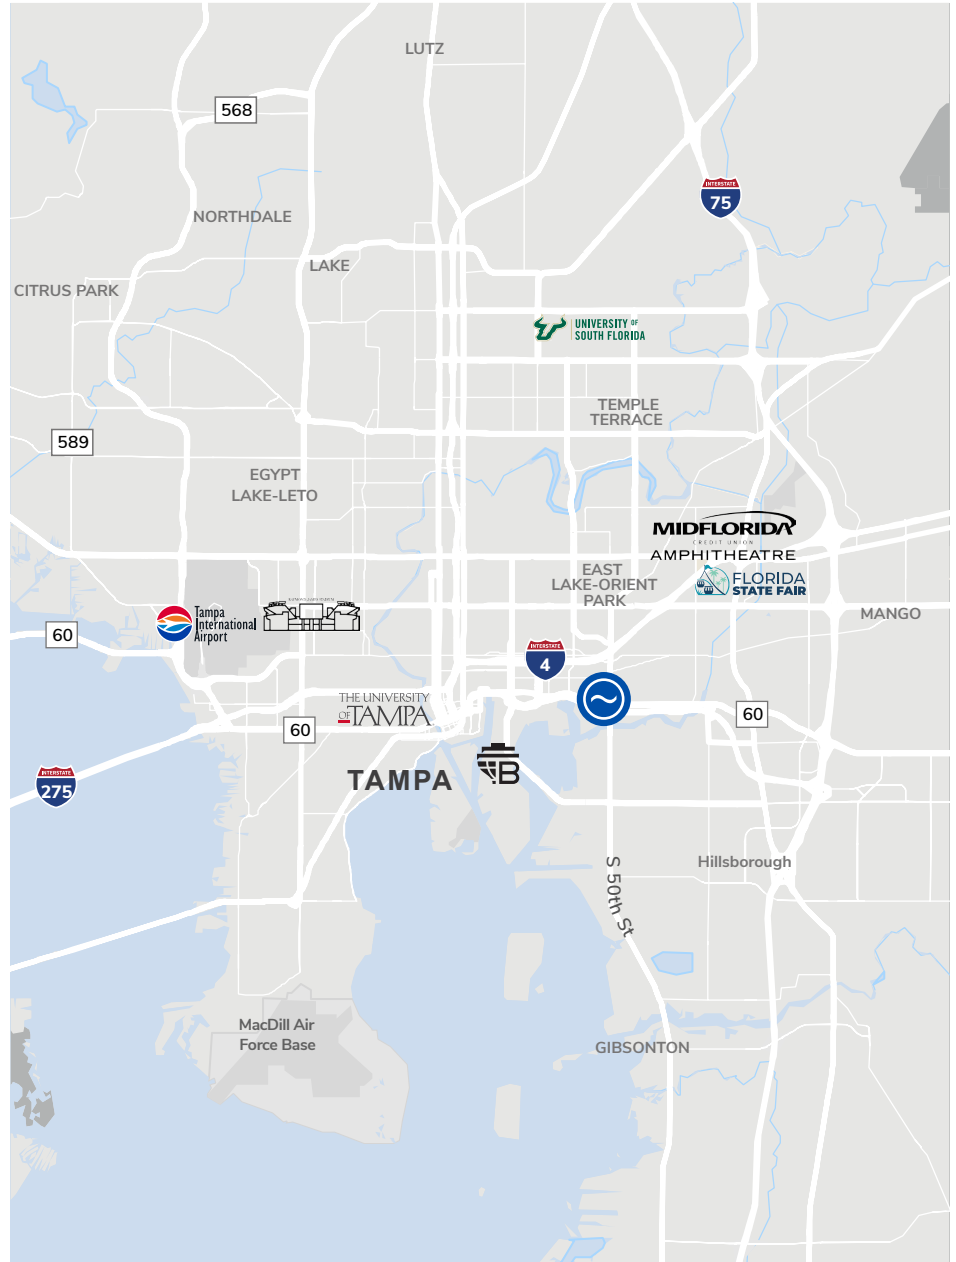 LUTZ
568
INTERSTATE
75
NORTHDALE
LAKE
CITRUS PARK
UNIVERSITY OF
SOUTH FLORIDA
TEMPLE
TERRACE
589
EGYPT
LAKE-LETO
MIDFLORIDA
CREDIT UNION
AMPHITHEATRE
EAST
LAKE-ORIENT
PARK
FLORIDA
STATE FAIR
MANGO
Tampa
International
Airport
60
INTERSTATE
4
THE UNIVERSITY
OF TAMPA
60
60
INTERSTATE
275
TAMPA
B
Hillsborough
S 50th St
MacDill Air
Force Base
GIBSONTON